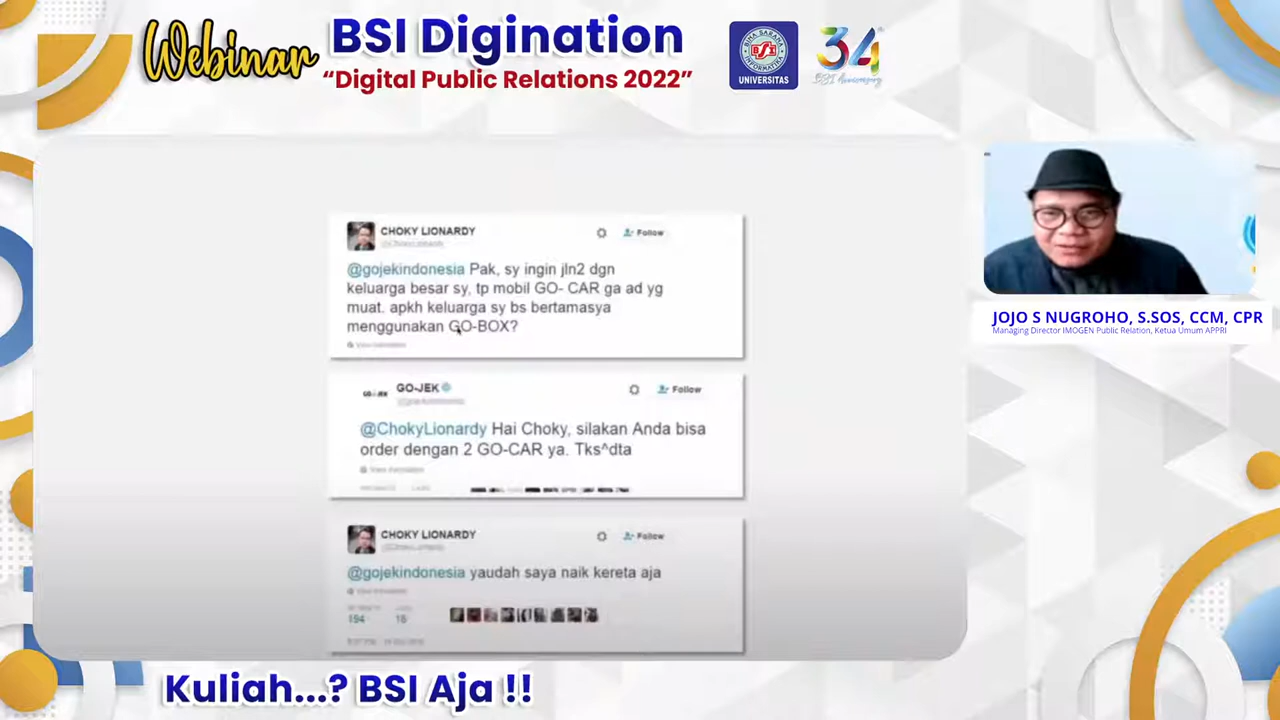 Webinar
BSI Digination
“Digital Public Relations 2022”
BSI
UNIVERSITAS
34
BSI Anniversary
CHOKY LIONARDY
Follow
@gojekindonesia Pak, sy ingin jln2 dgn
keluarga besar sy, tp mobil GO- CAR ga ad yg
muat. apkh keluarga sy bs bertamasya
menggunakan GO-BOX?
GO-JEK
Follow
@ChokyLionardy Hai Choky, silakan Anda bisa
order dengan 2 GO-CAR ya. Tks^dta
CHOKY LIONARDY
Follow
@gojekindonesia yaudah saya naik kereta aja
194 16
JOJO S NUGROHO, S.SOS, CCM, CPR
Managing Director IMOGEN Public Relation, Ketua Umum APPRI
Kuliah...? BSI Aja !!